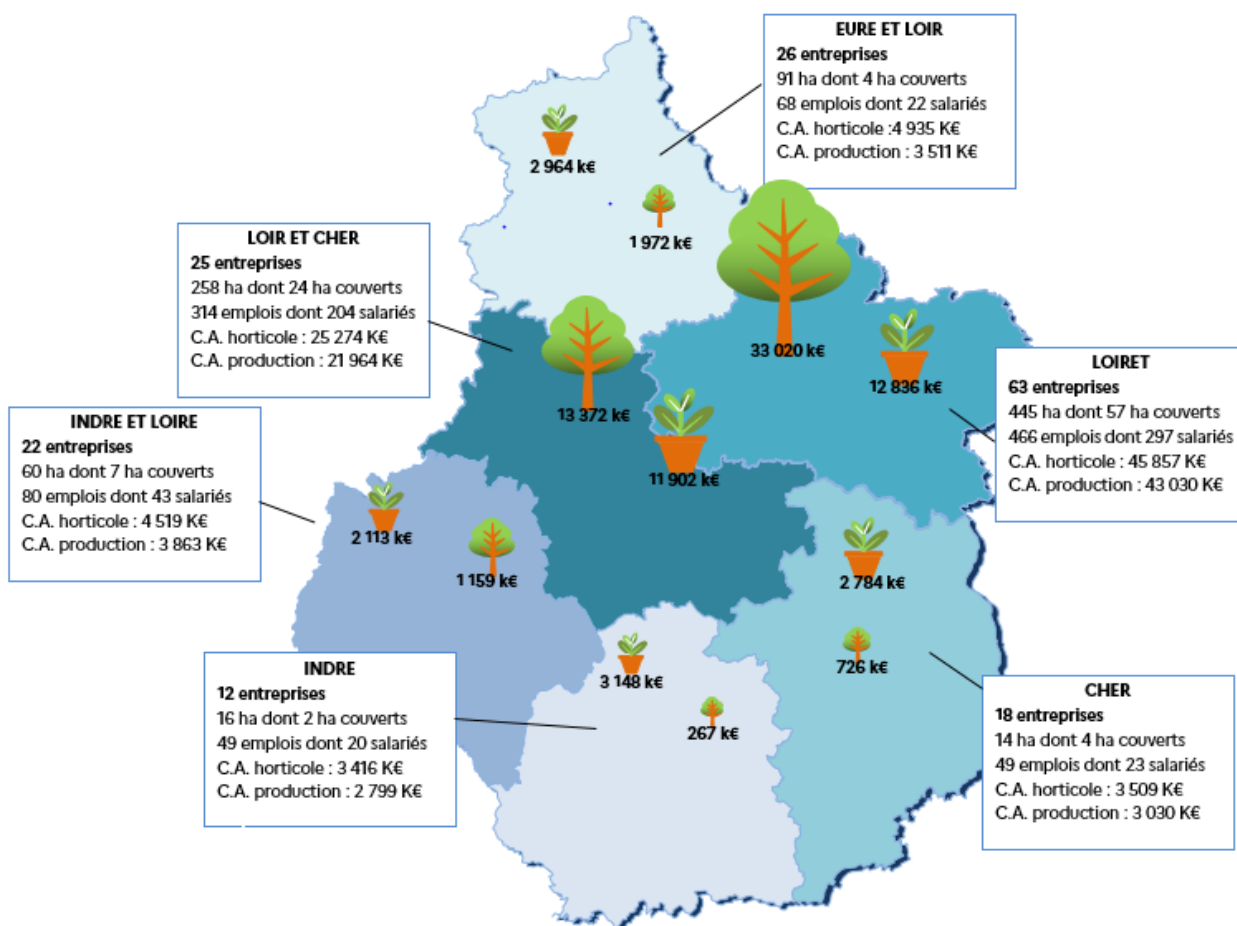 EURE ET LOIR
26 entreprises
91 ha dont 4 ha couverts
68 emplois dont 22 salariés
C.A. horticole :4 935 K€
C.A. production : 3 511 K€
2 964 k€
1 972 k€
LOIR ET CHER
25 entreprises
258 ha dont 24 ha couverts
314 emplois dont 204 salariés
C.A. horticole : 25 274 K€
C.A. production : 21 964 K€
33 020 k€
12 836 k€
13 372 k€
11 902 k€
LOIRET
63 entreprises
445 ha dont 57 ha couverts
466 emplois dont 297 salariés
C.A. horticole : 45 857 K€
C.A. production : 43 030 K€
INDRE ET LOIRE
22 entreprises
60 ha dont 7 ha couverts
80 emplois dont 43 salariés
C.A. horticole : 4 519 K€
C.A. production : 3 863 K€
2 113 k€
1 159 k€
2 784 k€
726 k€
INDRE
12 entreprises
16 ha dont 2 ha couverts
49 emplois dont 20 salariés
C.A. horticole : 3 416 K€
C.A. production : 2 799 K€
3 148 k€
267 k€
CHER
18 entreprises
14 ha dont 4 ha couverts
49 emplois dont 23 salariés
C.A. horticole : 3 509 K€
C.A. production : 3 030 K€